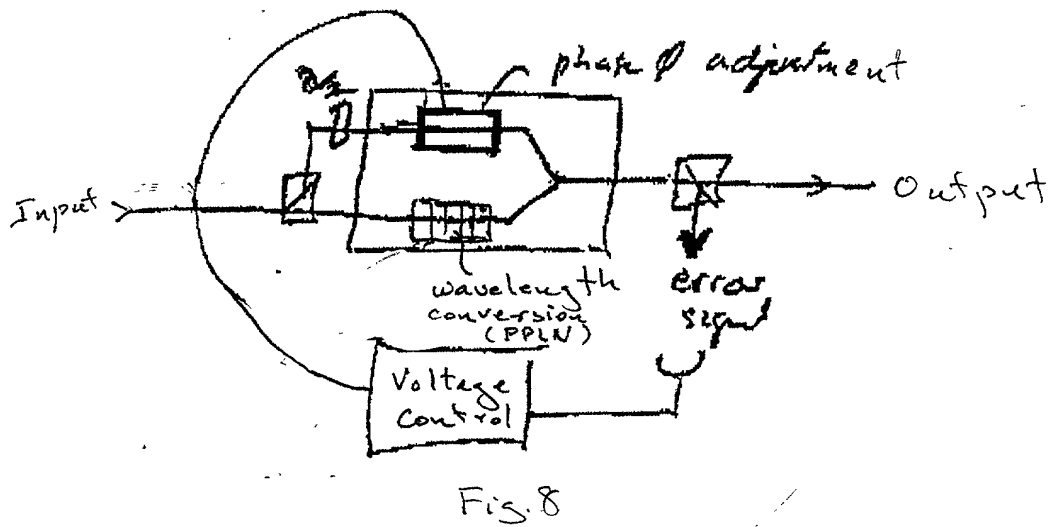 phase φ adjustment
Input
Output
wavelength
conversion
(PPLN)
error
signal
Voltage
control
Fig. 8